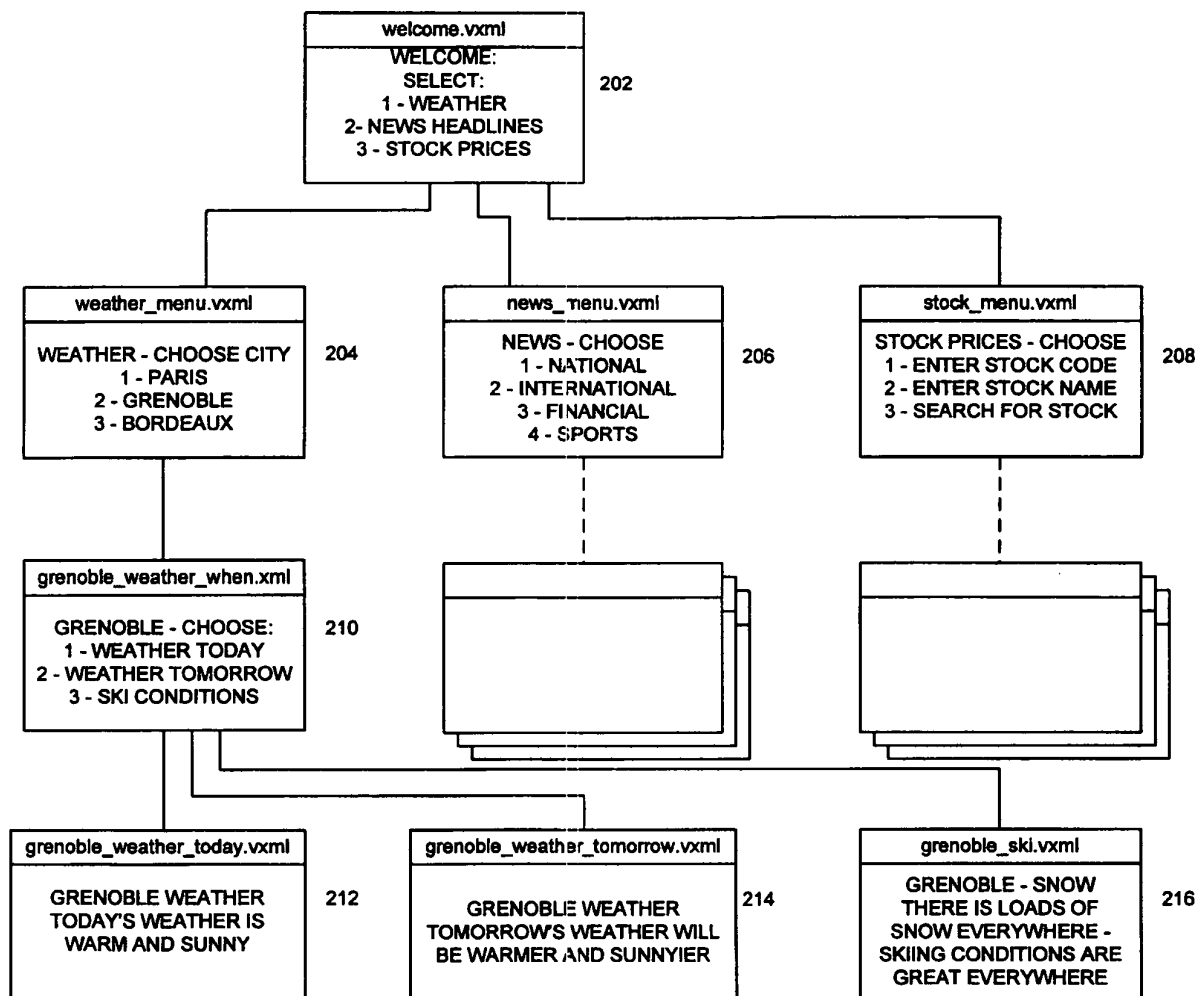 welcome.vxml
WELCOME:
SELECT:
1 - WEATHER
2- NEWS HEADLINES
3 - STOCK PRICES
202
weather_menu.vxml
WEATHER - CHOOSE CITY
1 - PARIS
2 - GRENOBLE
3 - BORDEAUX
204
news_menu.vxml
NEWS - CHOOSE
1 - NATIONAL
2 - INTERNATIONAL
3 - FINANCIAL
4 - SPORTS
206
stock_menu.vxml
STOCK PRICES - CHOOSE
1 - ENTER STOCK CODE
2 - ENTER STOCK NAME
3 - SEARCH FOR STOCK
208
grenoble_weather_when.xml
GRENOBLE - CHOOSE:
1 - WEATHER TODAY
2 - WEATHER TOMORROW
3 - SKI CONDITIONS
210
grenoble_weather_today.vxml
GRENOBLE WEATHER
TODAY'S WEATHER IS
WARM AND SUNNY
212
grenoble_weather_tomorrow.vxml
GRENOBLE WEATHER
TOMORROW'S WEATHER WILL
BE WARMER AND SUNNYIER
214
grenoble_ski.vxml
GRENOBLE - SNOW
THERE IS LOADS OF
SNOW EVERYWHERE -
SKIING CONDITIONS ARE
GREAT EVERYWHERE
216